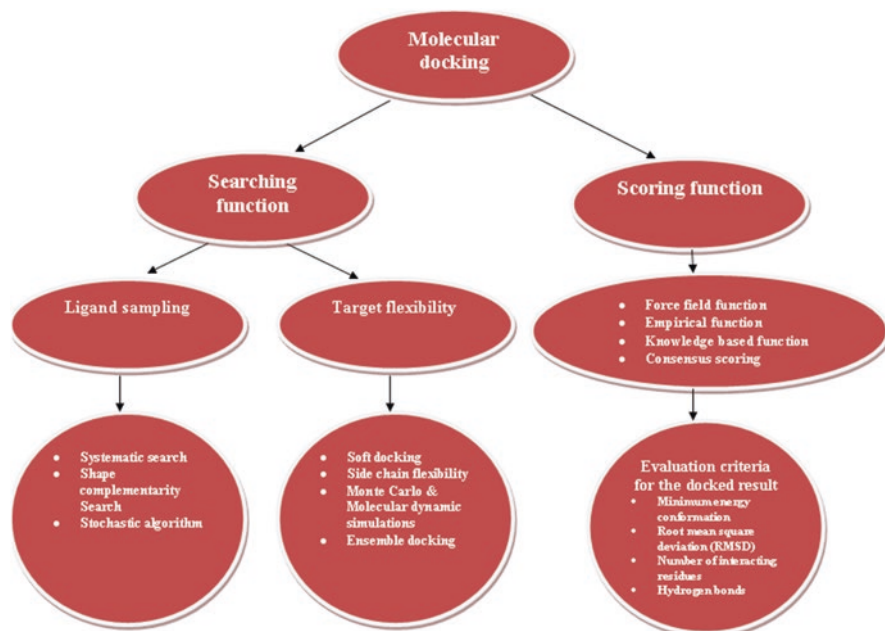 Molecular
docking
Searching
function
Scoring function
Ligand sampling
Target flexibility
• Force field function
• Empirical function
• Knowledge based function
• Consensus scoring
• Systematic search
• Shape
complementarity
Search
• Stochastic algorithm
• Soft docking
• Side chain flexibility
• Monte Carlo &
Molecular dynamic
simulations
• Ensemble docking
Evaluation criteria
for the docked result
• Minimum energy
conformation
• Root mean square
deviation (RMSD)
• Number of interacting
residues
• Hydrogen bonds